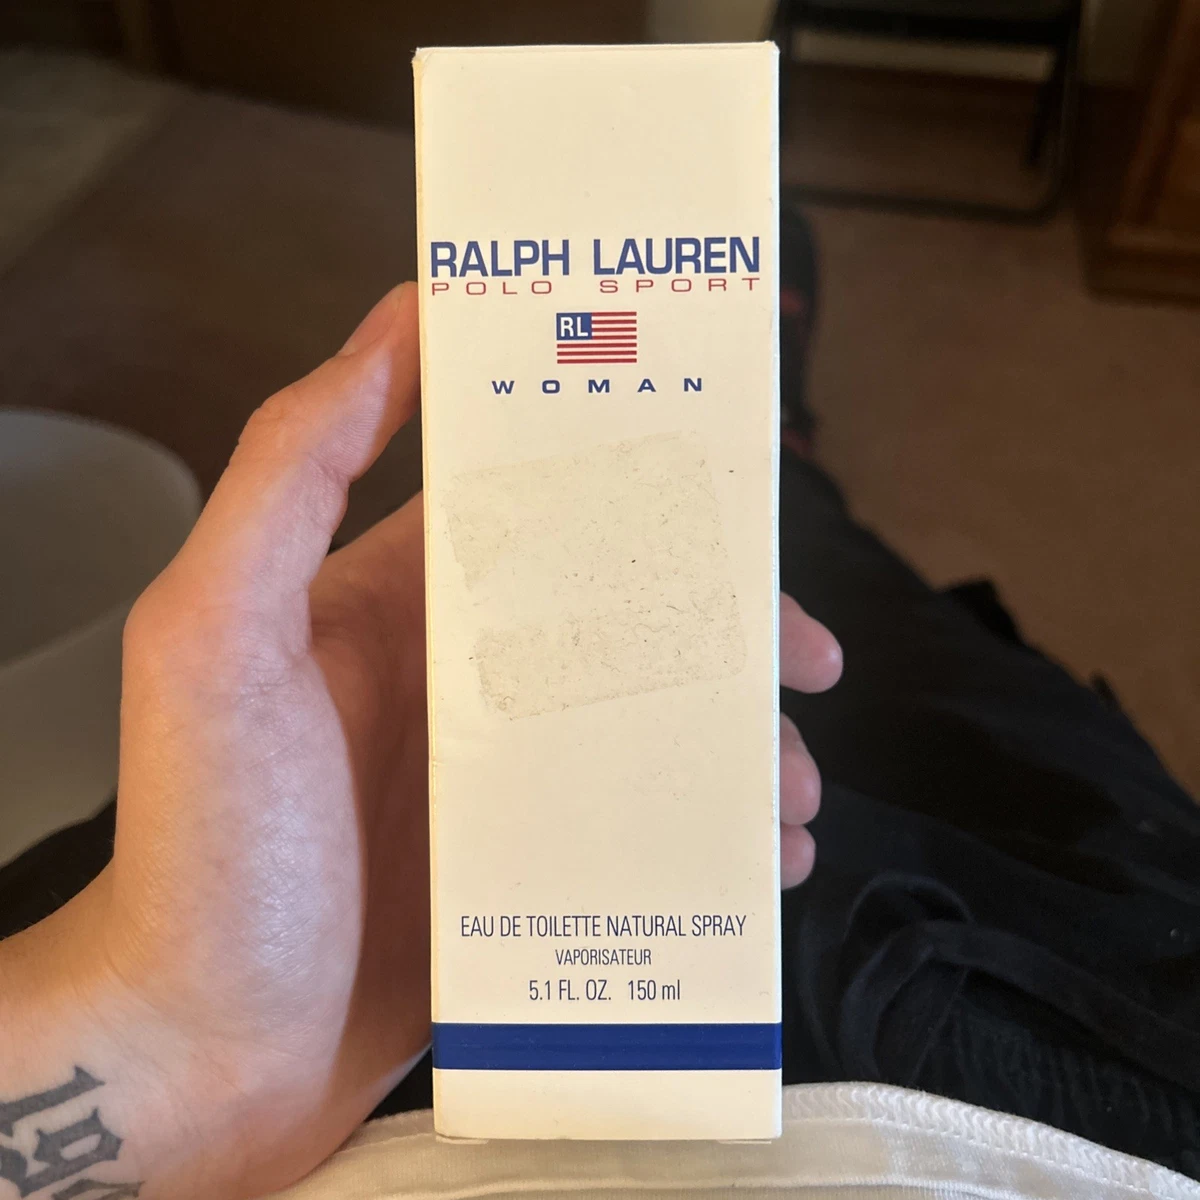 RALPH LAUREN
POLO SPORT
RL
WOMAN
EAU DE TOILETTE NATURAL SPRAY
VAPORISATEUR
5.1 FL. OZ. 150 ml